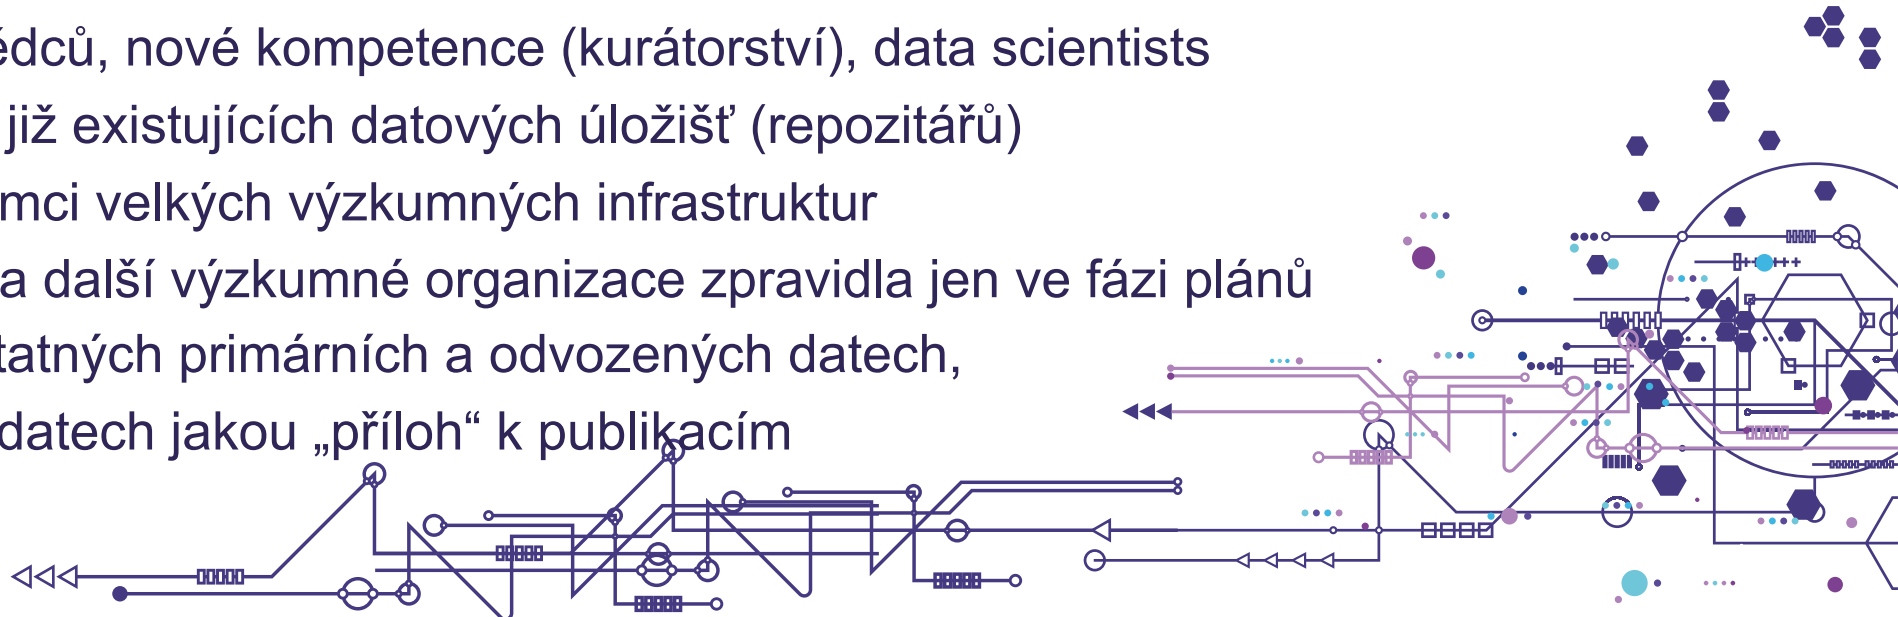 ědců, nové kompetence (kurátorství), data scientists
již existujících datových úložišť (repozitářů)
mci velkých výzkumných infrastruktur
a další výzkumné organizace zpravidla jen ve fázi plánů
tatných primárních a odvozených datech,
datech jakou „příloh“ k publikacím